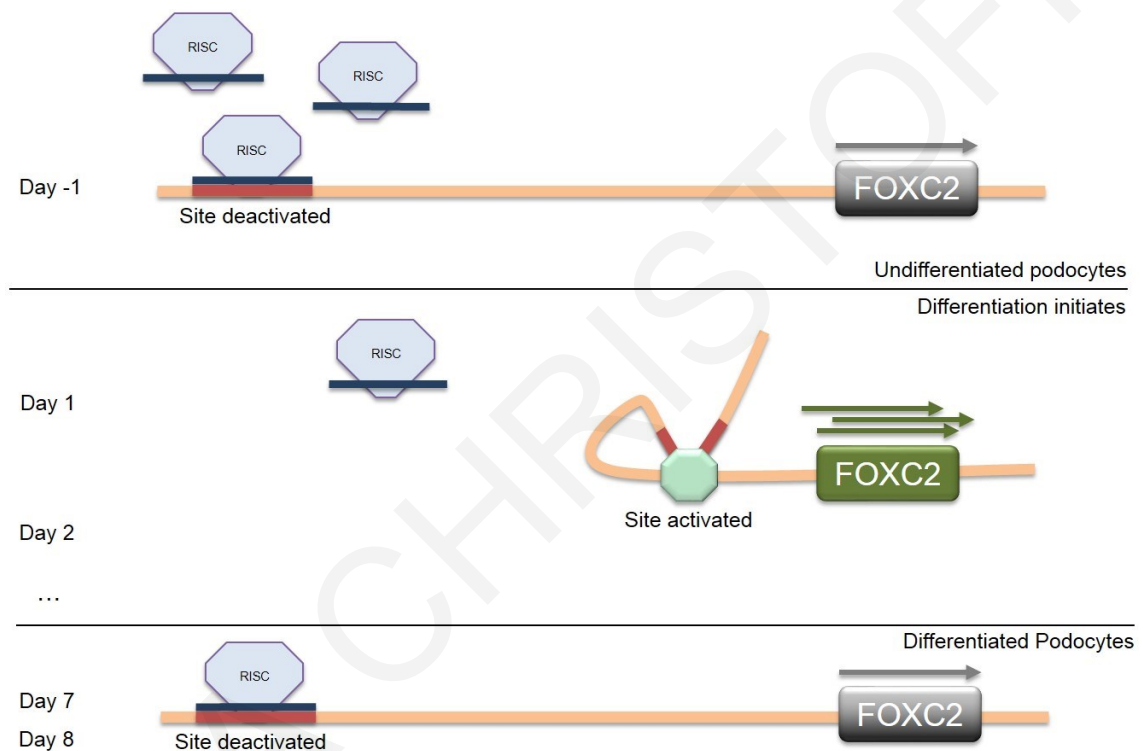 RISC
RISC
RISC
Day -1
FOXC2
Site deactivated
Undifferentiated podocytes
Differentiation initiates
RISC
Day 1
FOXC2
Site activated
Day 2
...
Differentiated Podocytes
RISC
Day 7
FOXC2
Day 8
Site deactivated
CHRISTOF